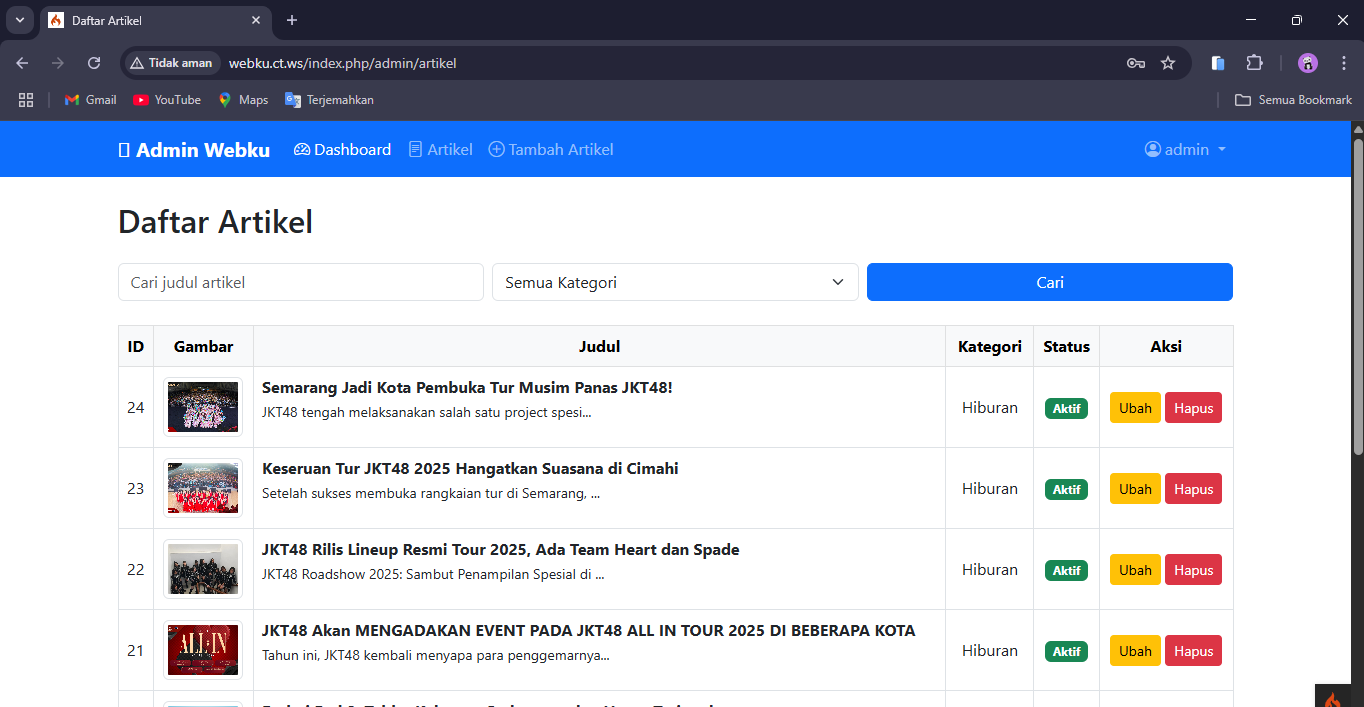 Daftar Artikel
Tidak aman
webku.ct.ws/index.php/admin/artikel
Gmail
YouTube
Maps
Terjemahkan
Semua Bookmark
Admin Webku
Dashboard
Artikel
Tambah Artikel
admin
Daftar Artikel
Cari judul artikel
Semua Kategori
Cari
ID
Gambar
Judul
Kategori
Status
Aksi
24
Semarang Jadi Kota Pembuka Tur Musim Panas JKT48!
JKT48 tengah melaksanakan salah satu project spesi...
Hiburan
Aktif
Ubah
Hapus
23
Keseruan Tur JKT48 2025 Hangatkan Suasana di Cimahi
Setelah sukses membuka rangkaian tur di Semarang, ...
Hiburan
Aktif
Ubah
Hapus
22
JKT48 Rilis Lineup Resmi Tour 2025, Ada Team Heart dan Spade
JKT48 Roadshow 2025: Sambut Penampilan Spesial di ...
Hiburan
Aktif
Ubah
Hapus
21
ALL IN
JKT48 Akan MENGADAKAN EVENT PADA JKT48 ALL IN TOUR 2025 DI BEBERAPA KOTA
Tahun ini, JKT48 kembali menyapa para penggemarnya...
Hiburan
Aktif
Ubah
Hapus